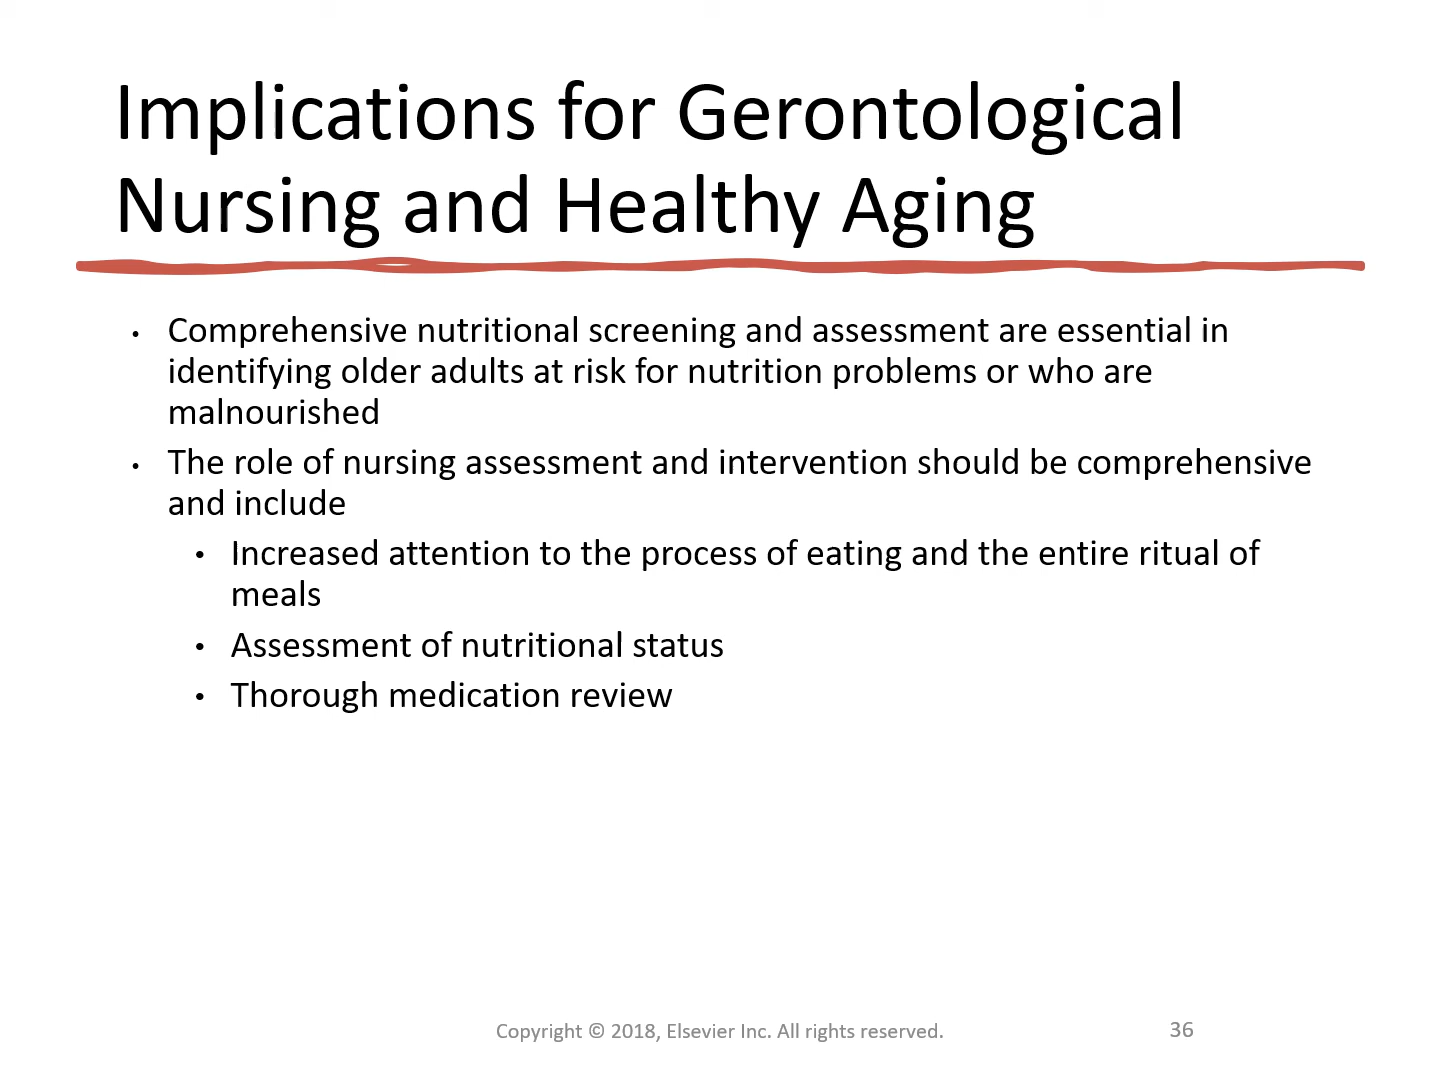 Implications for Gerontological
Nursing and Healthy Aging
• Comprehensive nutritional screening and assessment are essential in
identifying older adults at risk for nutrition problems or who are
malnourished
• The role of nursing assessment and intervention should be comprehensive
and include
• Increased attention to the process of eating and the entire ritual of
meals
• Assessment of nutritional status
• Thorough medication review
Copyright © 2018, Elsevier Inc. All rights reserved.
36